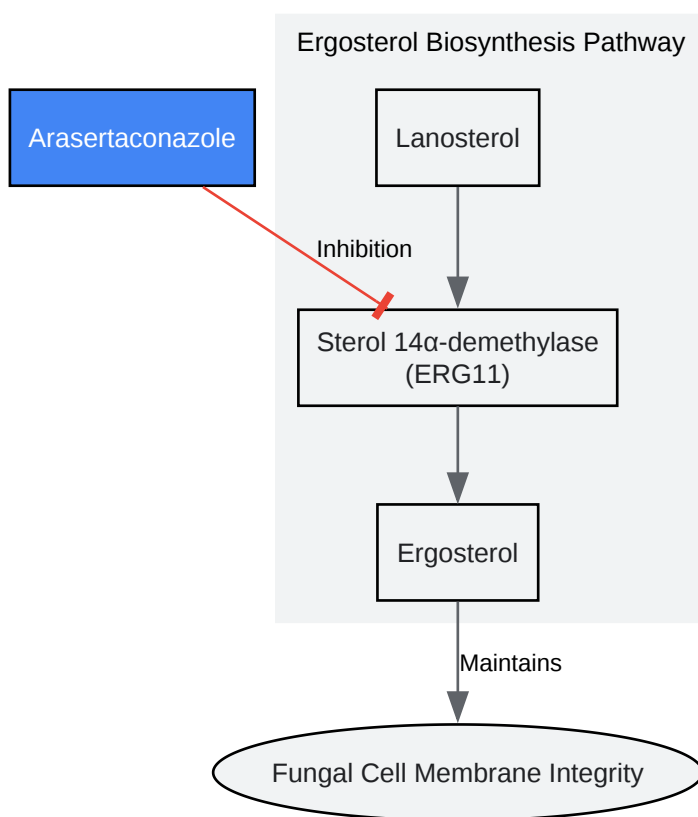 Ergosterol Biosynthesis Pathway
Arasertaconazole
Lanosterol
Inhibition
Sterol 14α-demethylase
(ERG11)
Ergosterol
Maintains
Fungal Cell Membrane Integrity